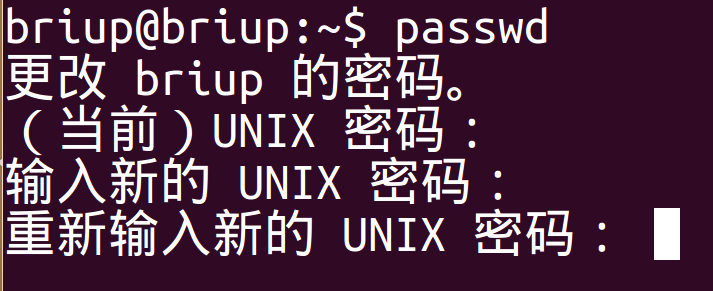 briup@briup:~$ passwd
更改 briup 的密码。
（当前）UNIX 密码：
输入新的 UNIX 密码：
重新输入新的 UNIX 密码：